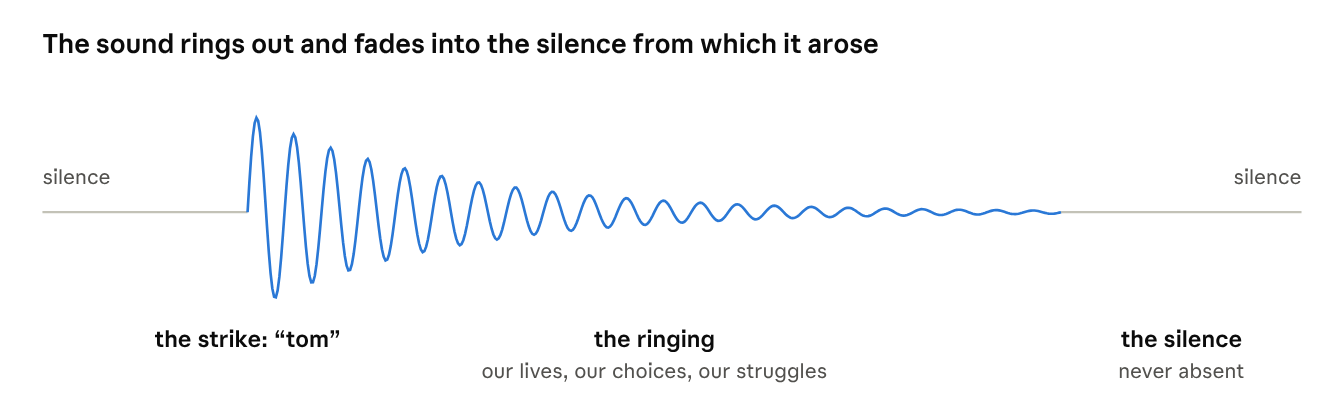 The sound rings out and fades into the silence from which it arose
silence
silence
the strike: “tom”
the ringing
the silence
our lives, our choices, our struggles
never absent